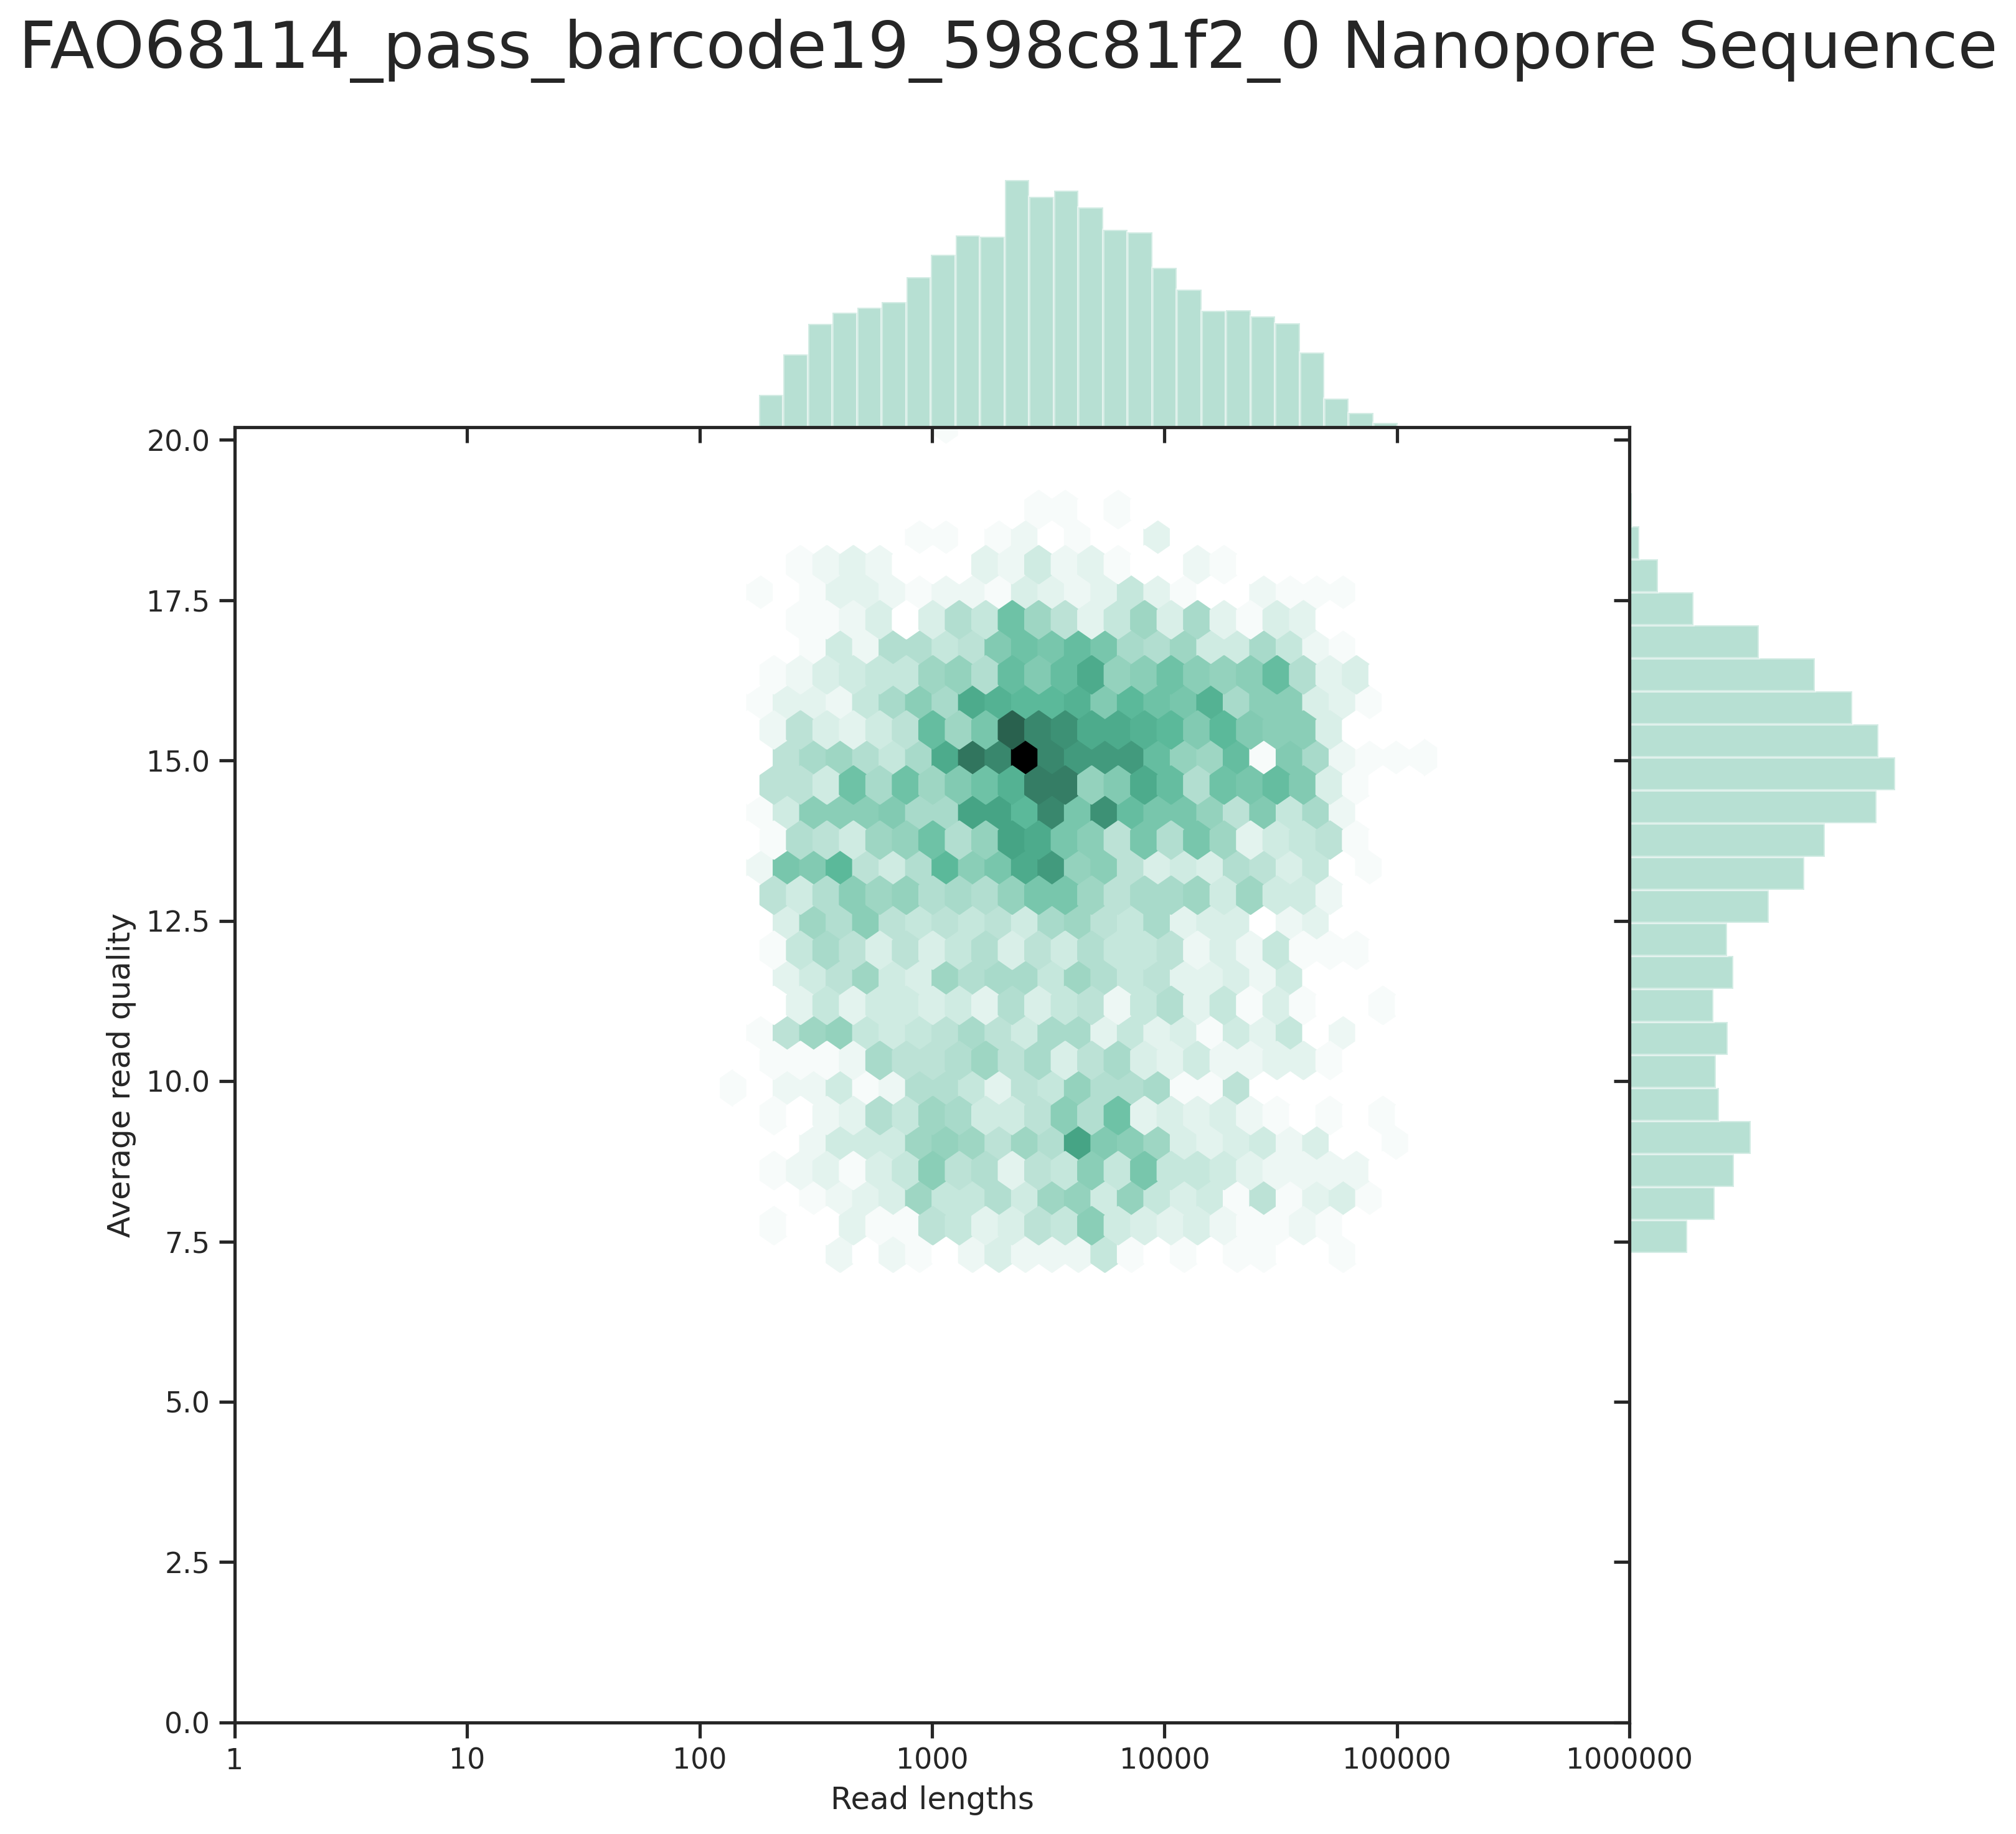 FAO68114_pass_barcode19_598c81f2_0 Nanopore Sequence
20.0
17.5
15.0
12.5
10.0
7.5
5.0
2.5
0.0
Average read quality
1 10 100 1000 10000 100000 1000000
Read lengths